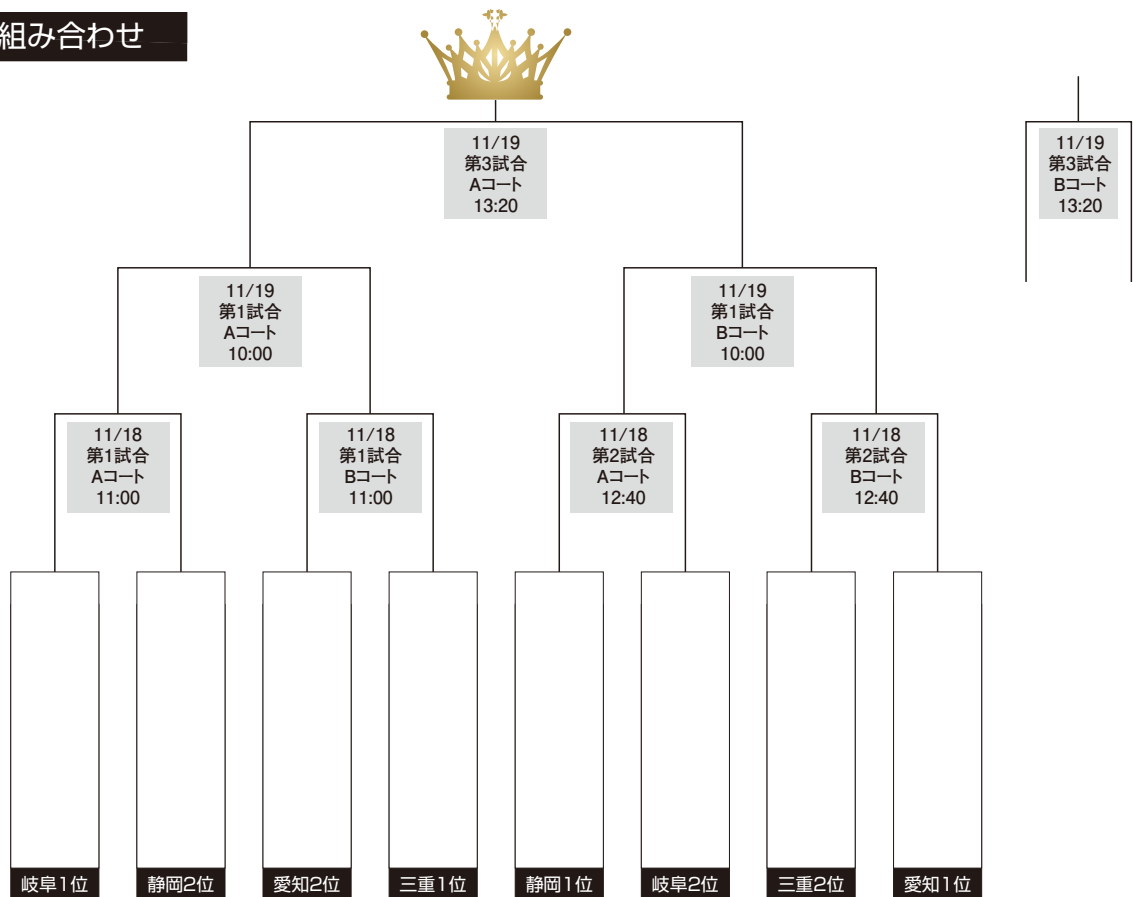 組み合わせ
11/19
第3試合
Aコート
13:20
11/19
第3試合
Bコート
13:20
11/19
第1試合
Aコート
10:00
11/19
第1試合
Bコート
10:00
11/18
第1試合
Aコート
11:00
11/18
第1試合
Bコート
11:00
11/18
第2試合
Aコート
12:40
11/18
第2試合
Bコート
12:40
岐阜1位
静岡2位
愛知2位
三重1位
静岡1位
岐阜2位
三重2位
愛知1位